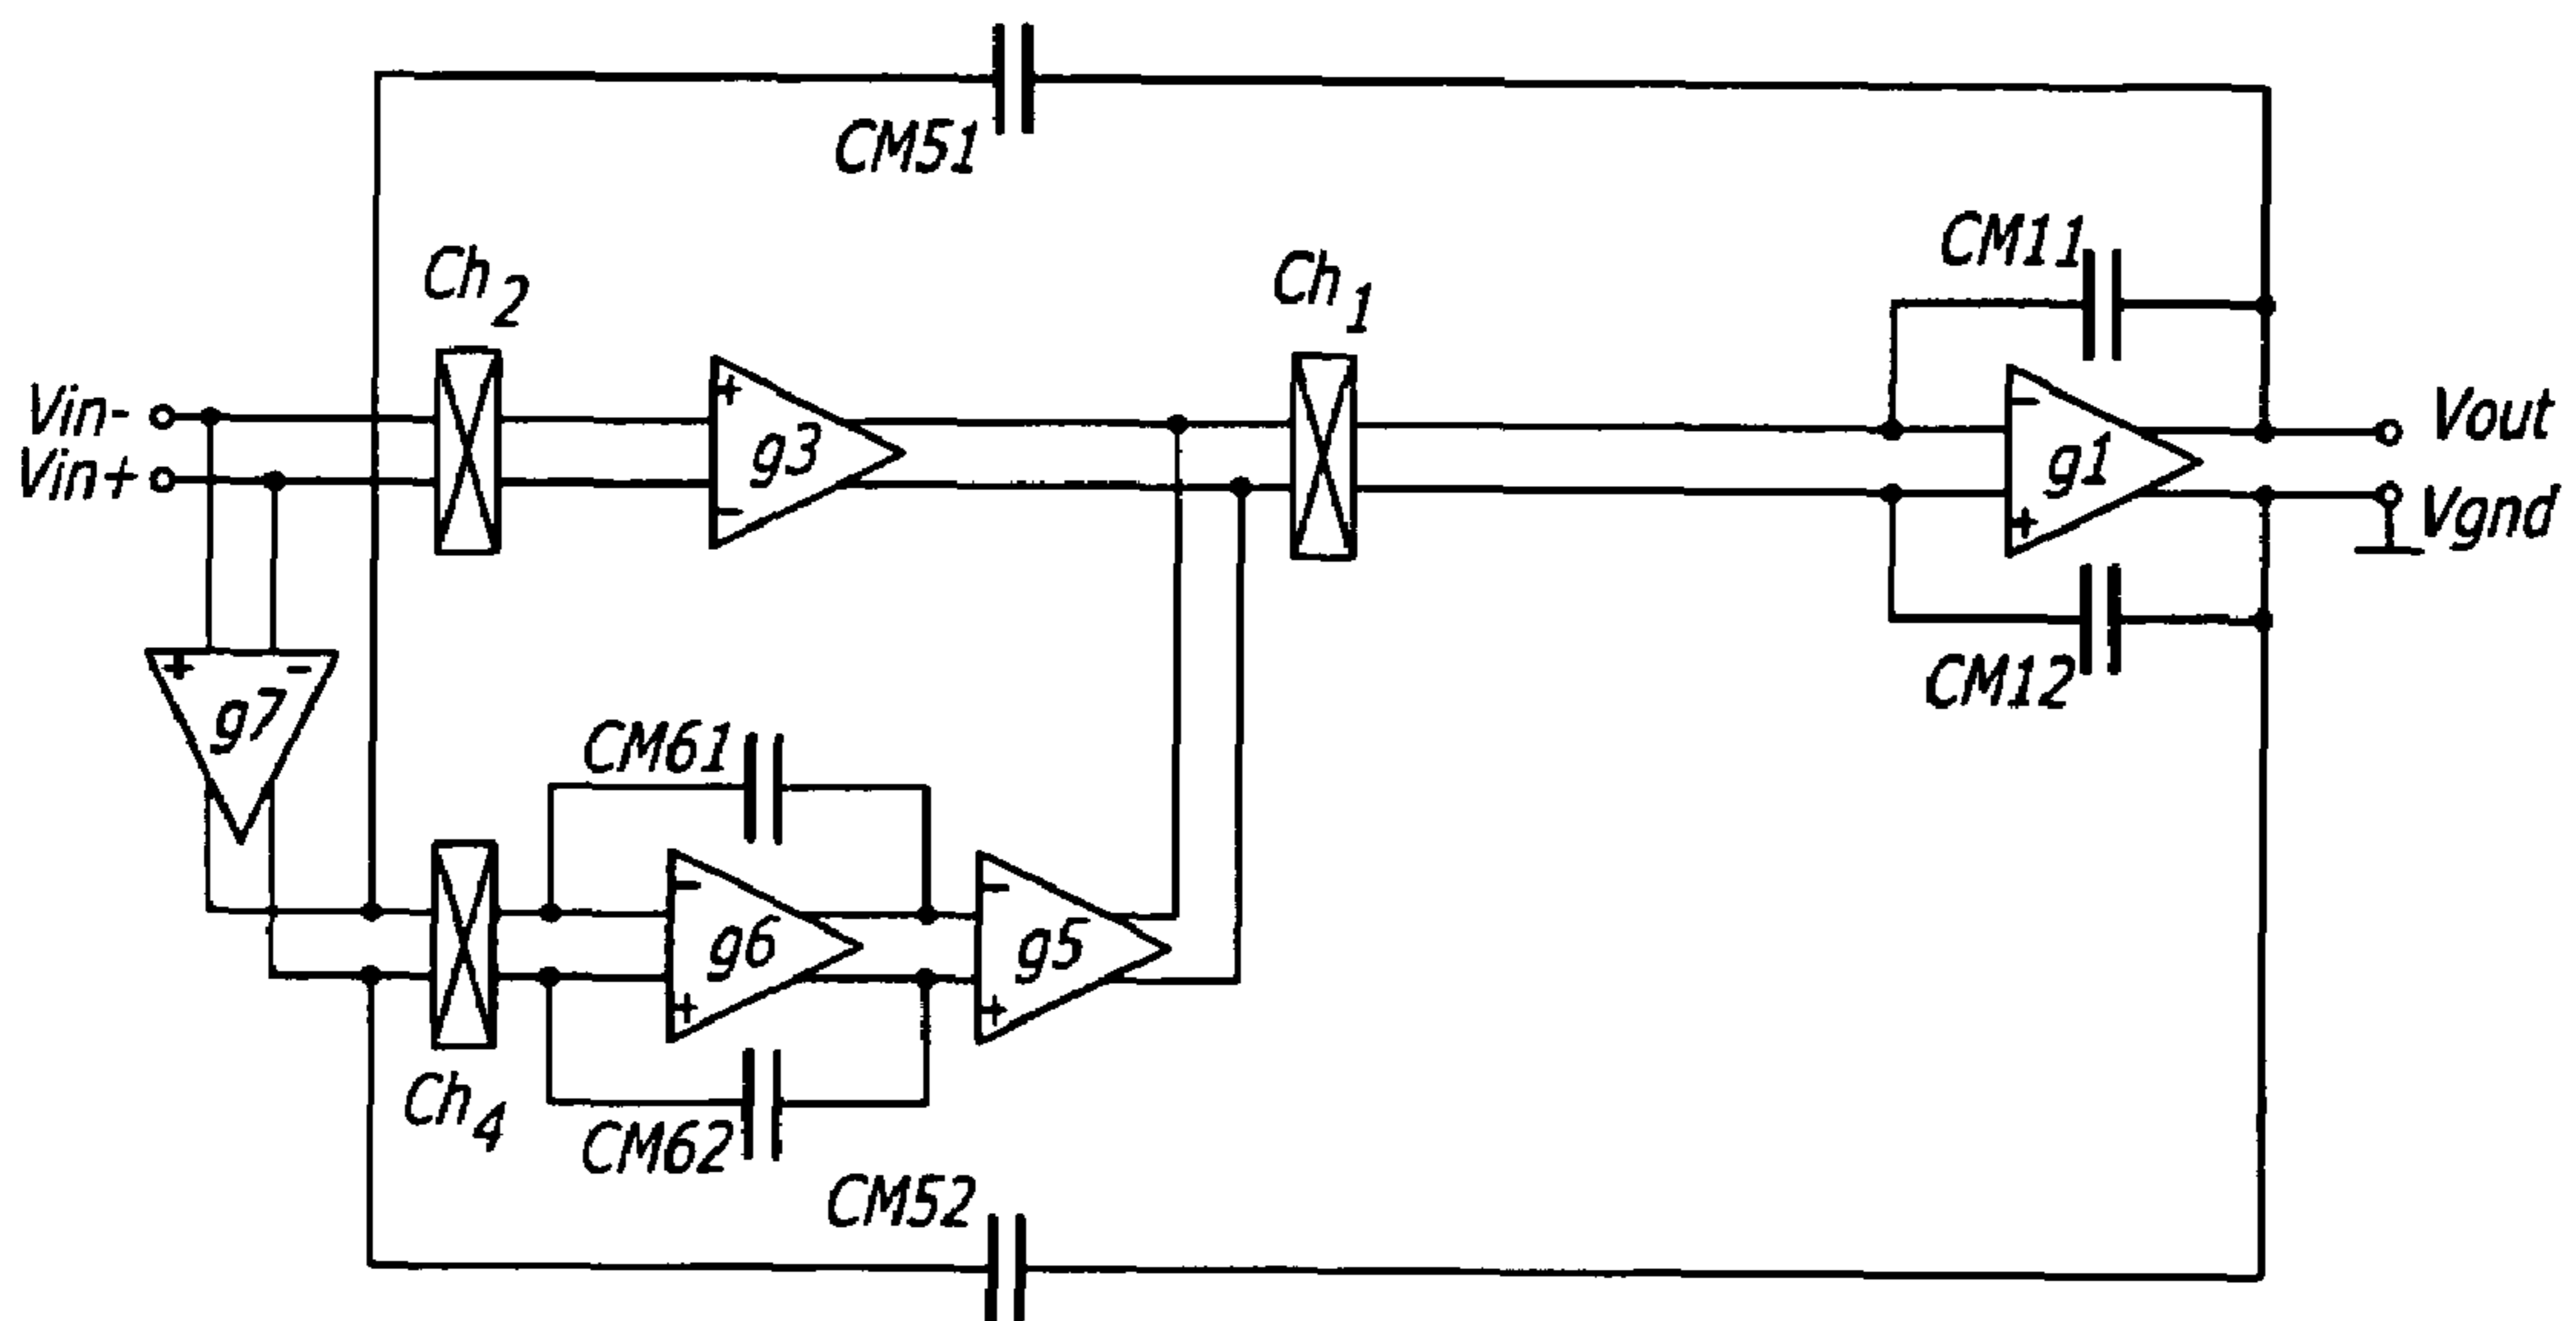 CM51
CM11
Ch2
Ch1
Vin-
Vin+
+
g3
-
-
g1
+
Vout
Vgnd
CM12
+ -
g7
CM61
-
g6
+
-
g5
+
Ch4
CM62
CM52